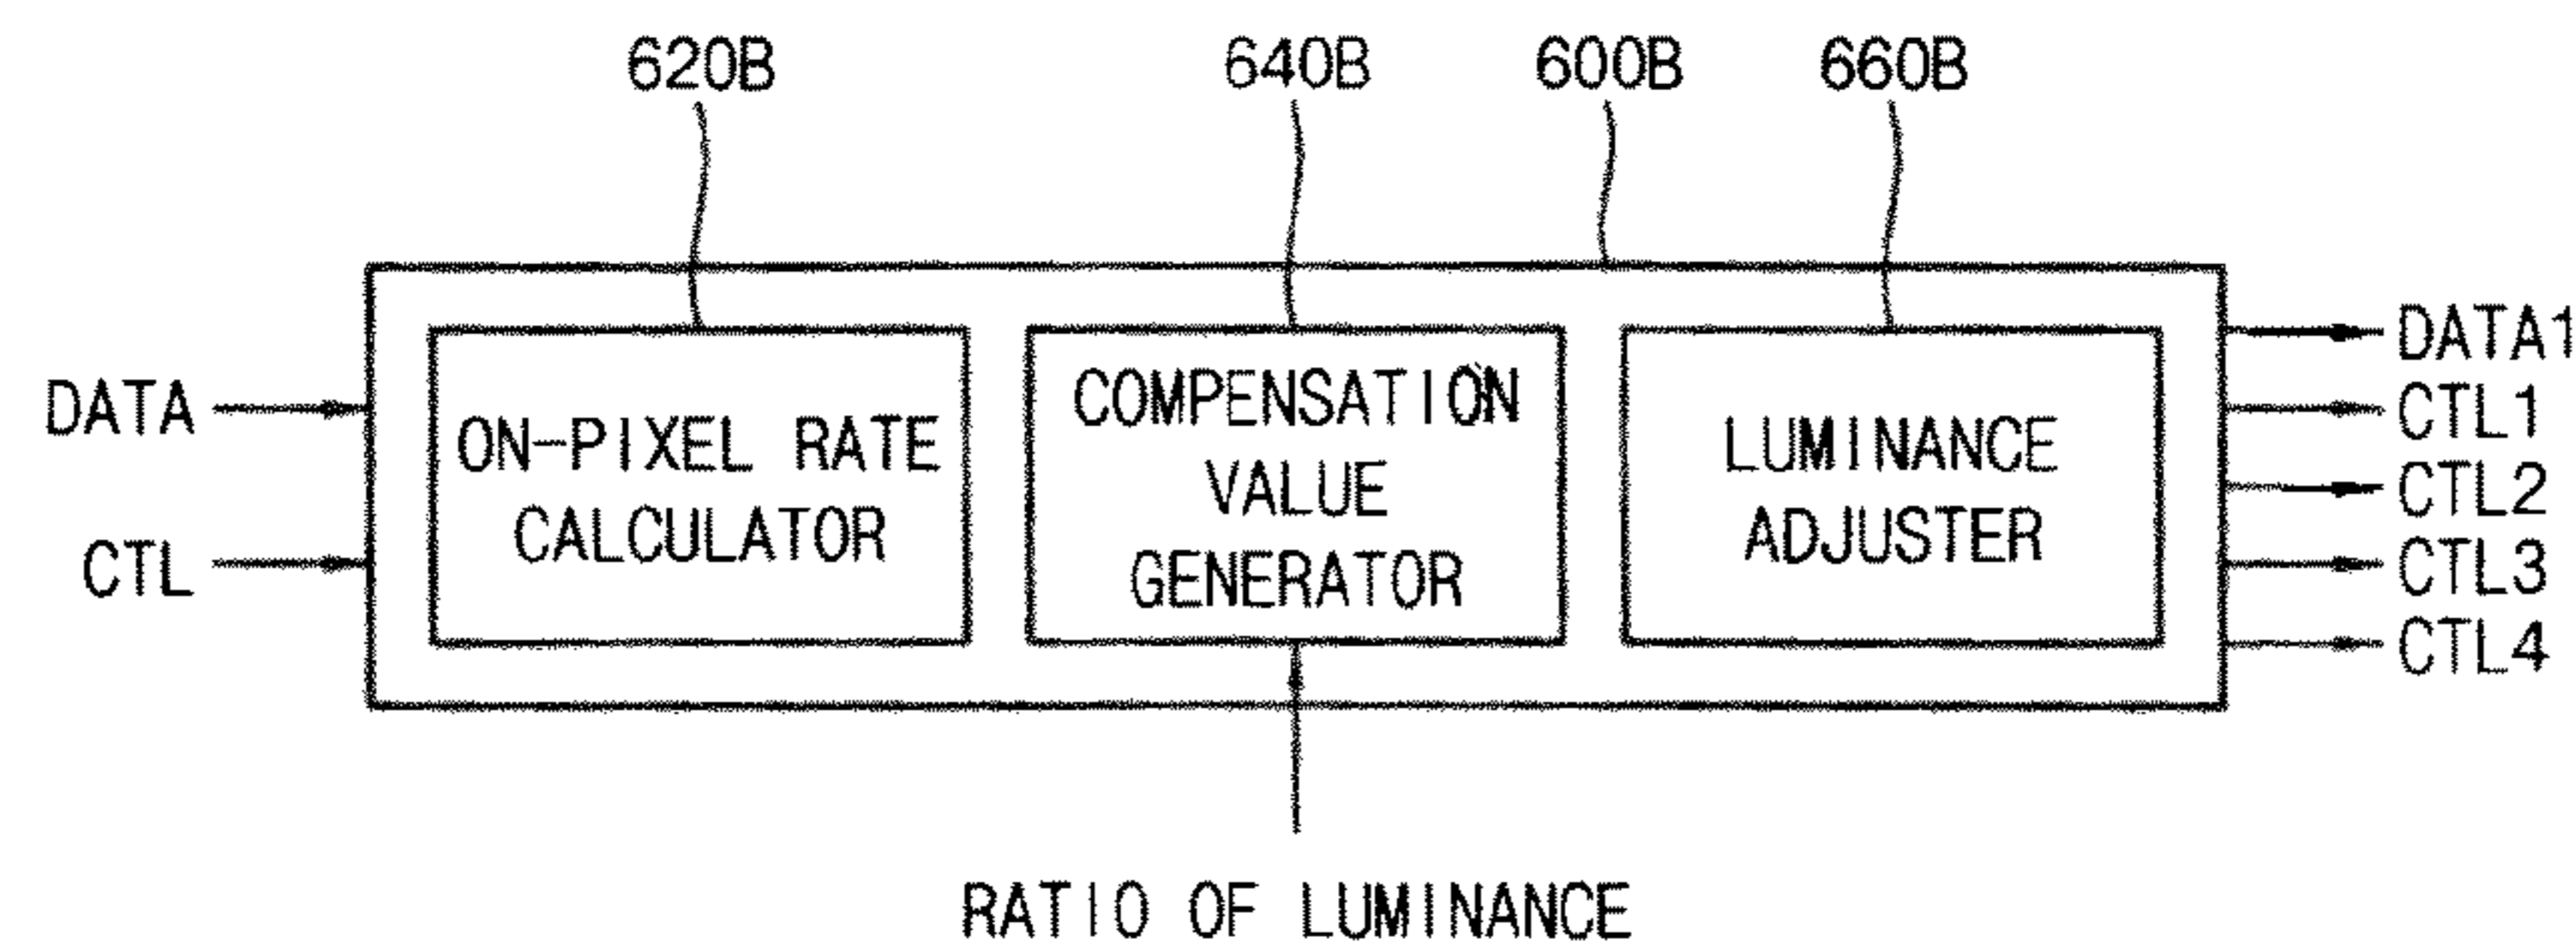 620B 640B 600B 660B
DATA
CTL
ON-PIXEL RATE
CALCULATOR
COMPENSATION
VALUE
GENERATOR
LUMINANCE
ADJUSTER
DATA1
CTL1
CTL2
CTL3
CTL4
RATIO OF LUMINANCE